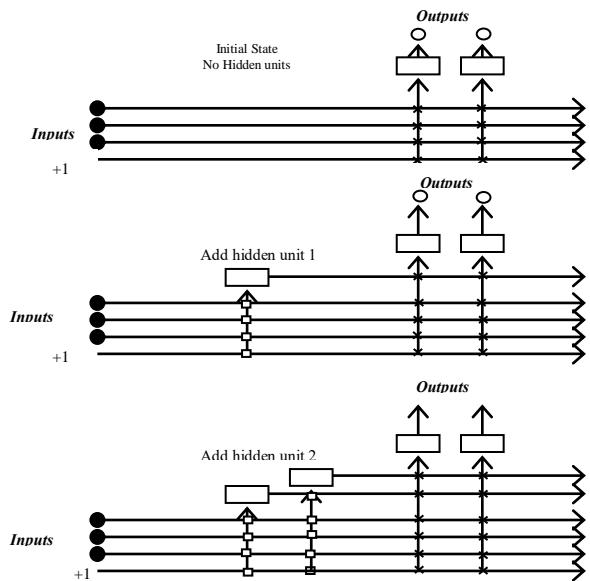 Outputs
Initial State
No Hidden units
Inputs
+1
Outputs
Add hidden unit 1
Inputs
+1
Outputs
Add hidden unit 2
Inputs
+1